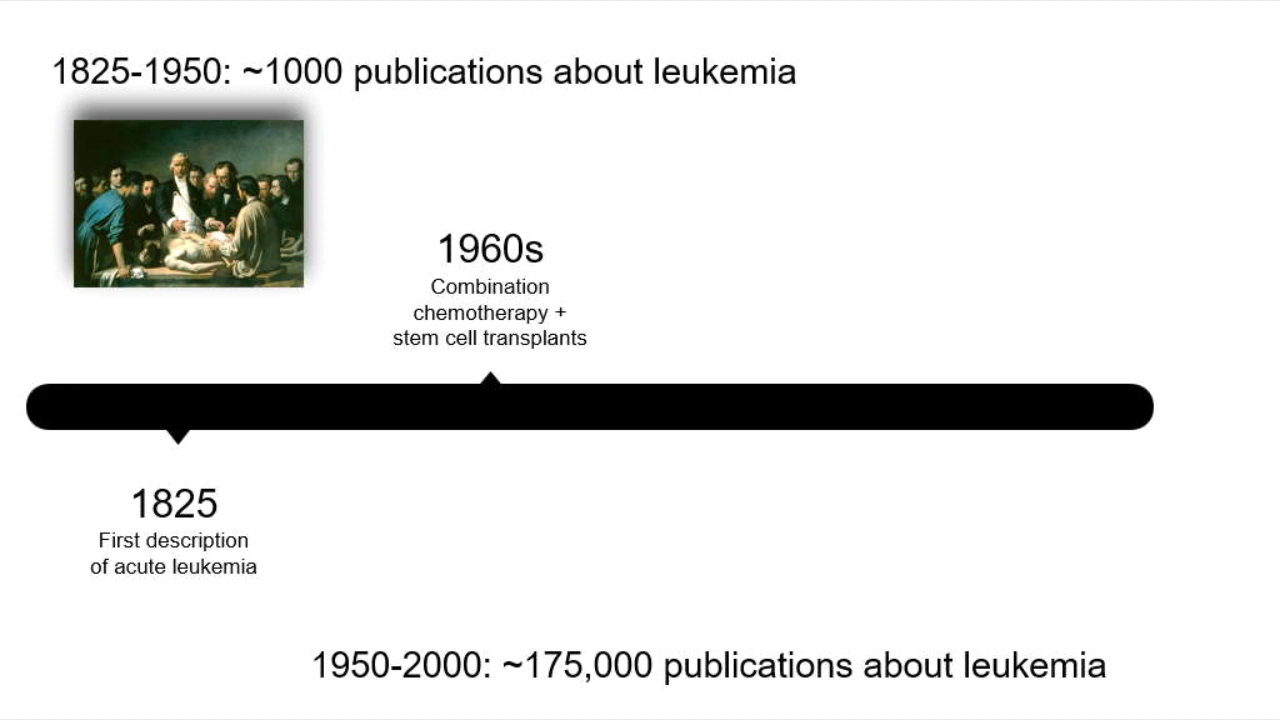 1825-1950: ~1000 publications about leukemia
1960s
Combination
chemotherapy +
stem cell transplants
1825
First description
of acute leukemia
1950-2000: ~175,000 publications about leukemia